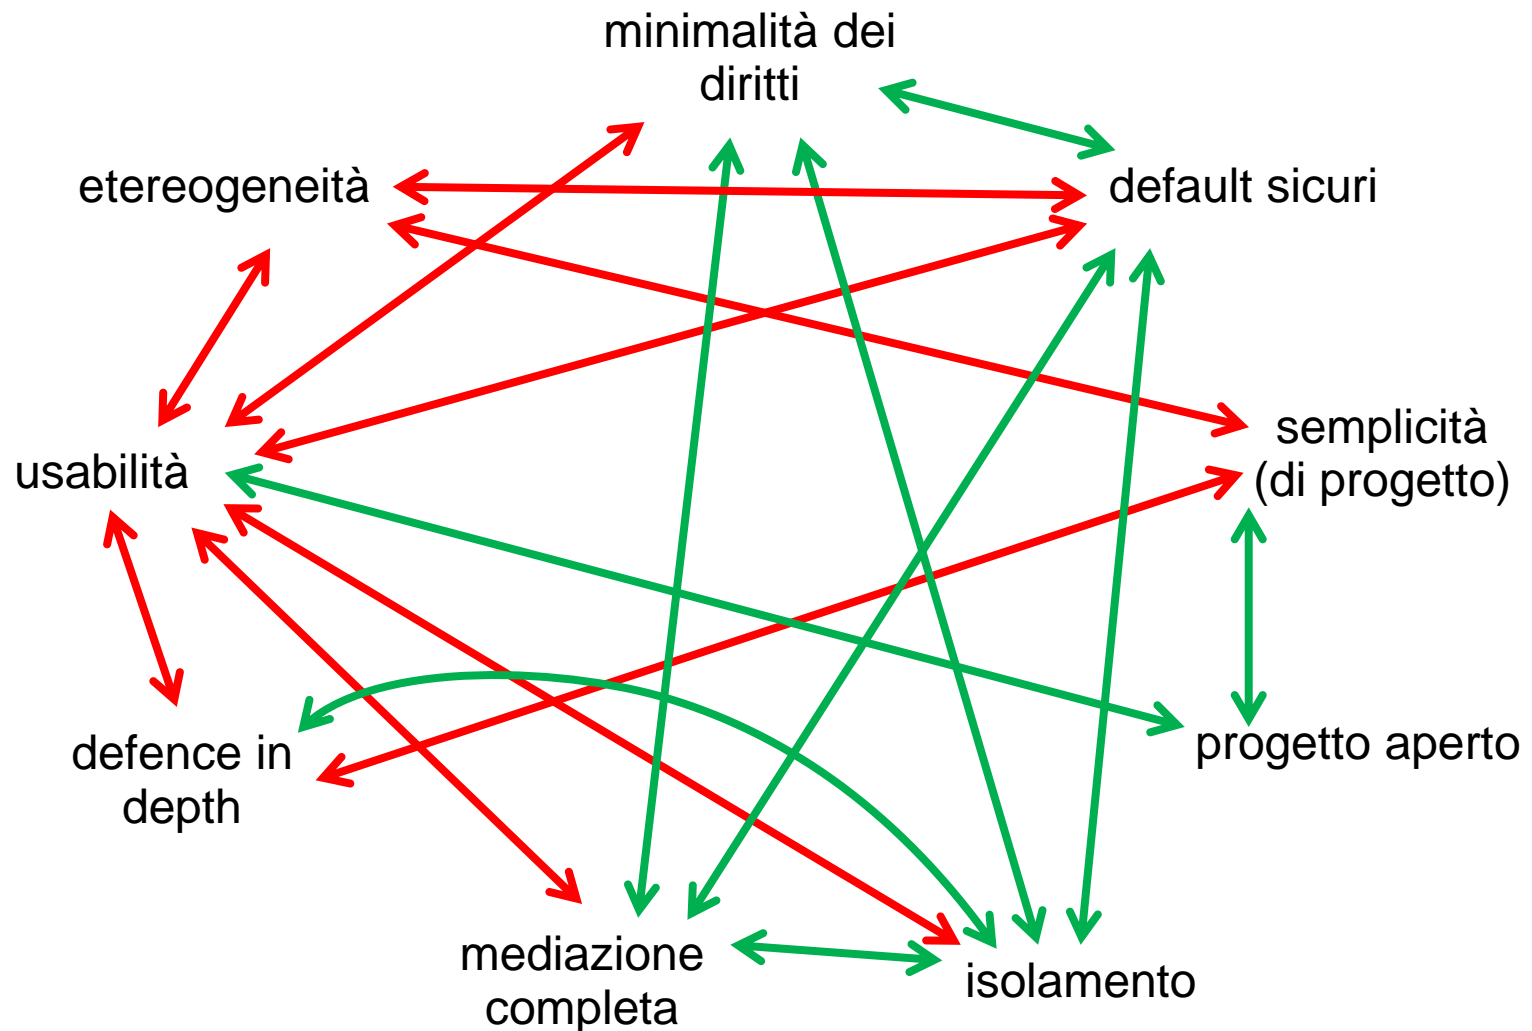 minimalità dei
diritti
etereogeneità
default sicuri
semplicità
(di progetto)
usabilità
progetto aperto
defence in
depth
mediazione
completa
isolamento